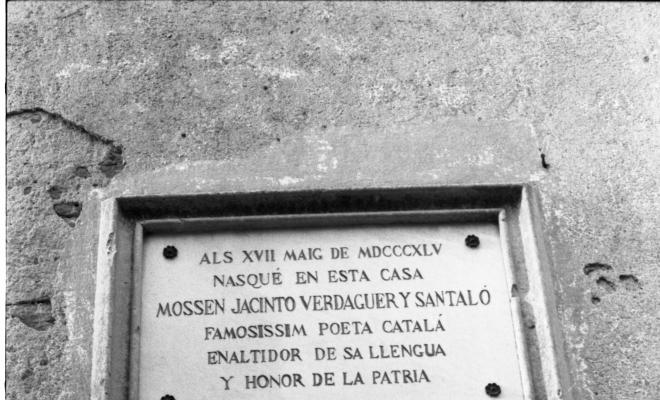 ALS XVII MAIG DE MDCCCXLV
NASQUÉ EN ESTA CASA
MOSSEN JACINTO VERDAGUER Y SANTALÓ
FAMOSISSIM POETA CATALÁ
ENALTIDOR DE SA LLENGUA
Y HONOR DE LA PATRIA